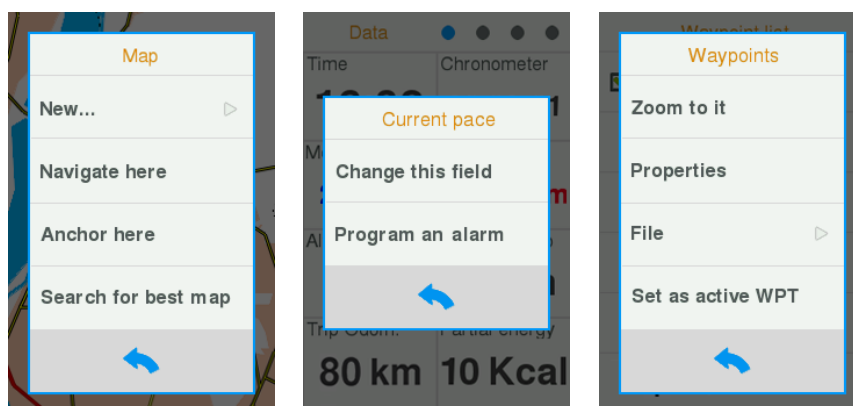 Map
New...
Navigate here
Anchor here
Search for best map
Data
Time
Chronometer
Current pace
Change this field
Program an alarm
Trip Odom.
Partial energy
80 km
10 Kcal
Waypoint list
Waypoints
Zoom to it
Properties
File
Set as active WPT